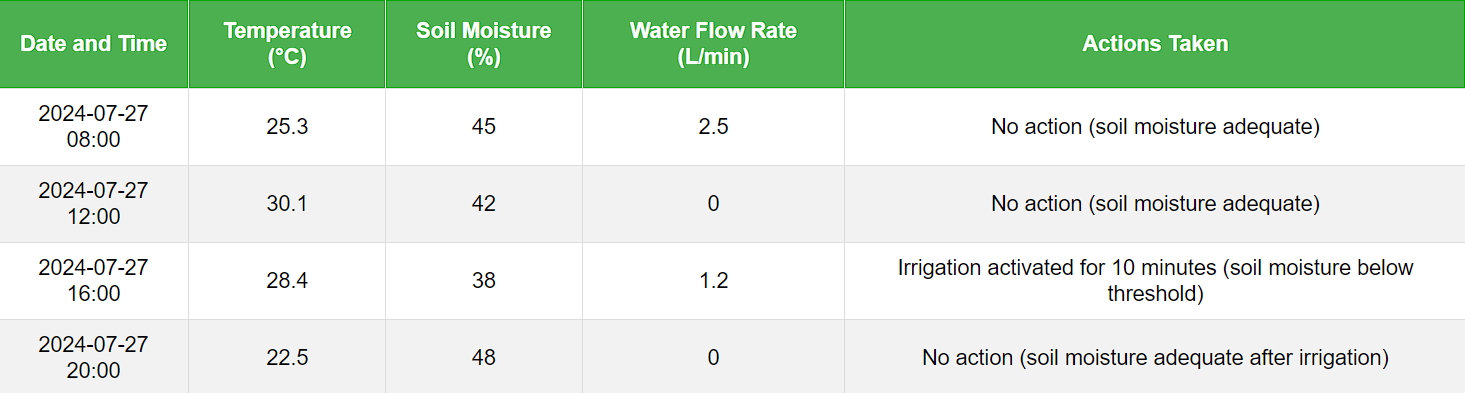 Date and Time
Temperature
(°C)
Soil Moisture
(%)
Water Flow Rate
(L/min)
Actions Taken
2024-07-27
08:00
25.3
45
2.5
No action (soil moisture adequate)
2024-07-27
12:00
30.1
42
0
No action (soil moisture adequate)
2024-07-27
16:00
28.4
38
1.2
Irrigation activated for 10 minutes (soil moisture below
threshold)
2024-07-27
20:00
22.5
48
0
No action (soil moisture adequate after irrigation)